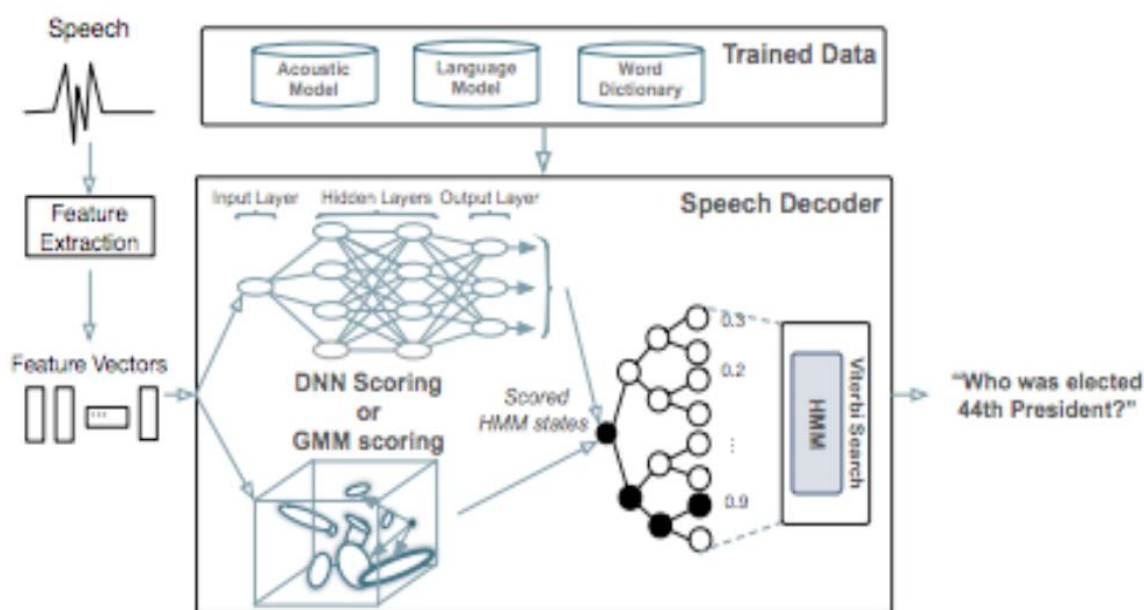 Speech
Acoustic
Model
Language
Model
Word
Dictionary
Trained Data
Feature
Extraction
Feature Vectors
...
Input Layer
Hidden Layers
Output Layer
Speech Decoder
DNN Scoring
or
GMM scoring
Scored
HMM states
0.3
0.2
...
0.9
HMM
Viterbi Search
“Who was elected
44th President?”